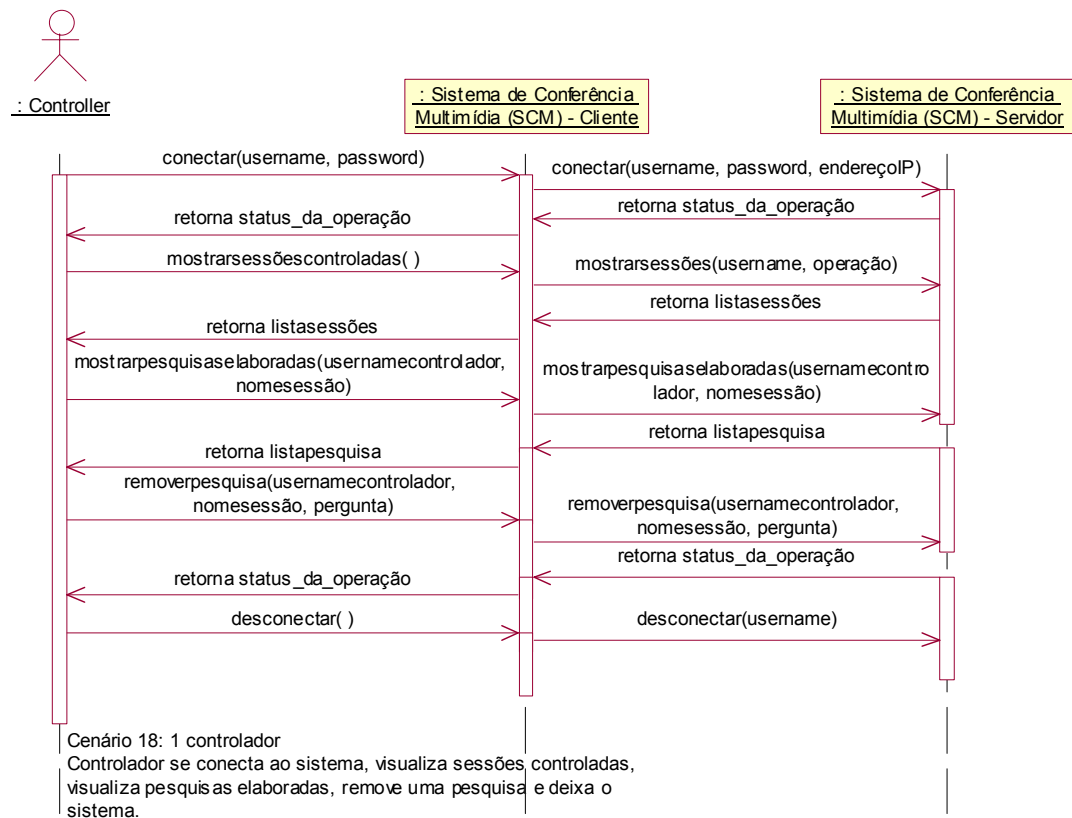 : Controller
: Sistema de Conferência
Multimídia (SCM) - Cliente
: Sistema de Conferência
Multimídia (SCM) - Servidor
conectar(username, password)
conectar(username, password, endereçoIP)
retorna status_da_operação
retorna status_da_operação
mostrarsessõescontroladas( )
mostrarsessões(username, operação)
retorna listasessões
retorna listasessões
mostrarpesquisaselaboradas(usernamecontrolador,
nomesessão)
mostrarpesquisaselaboradas(usernamecontro
lador, nomesessão)
retorna listapesquisa
retorna listapesquisa
removerpesquisa(usernamecontrolador,
nomesessão, pergunta)
removerpesquisa(usernamecontrolador,
nomesessão, pergunta)
retorna status_da_operação
retorna status_da_operação
desconectar( )
desconectar(username)
Cenário 18: 1 controlador
Controlador se conecta ao sistema, visualiza sessões controladas,
visualiza pesquisas elaboradas, remove uma pesquisa e deixa o
sistema.